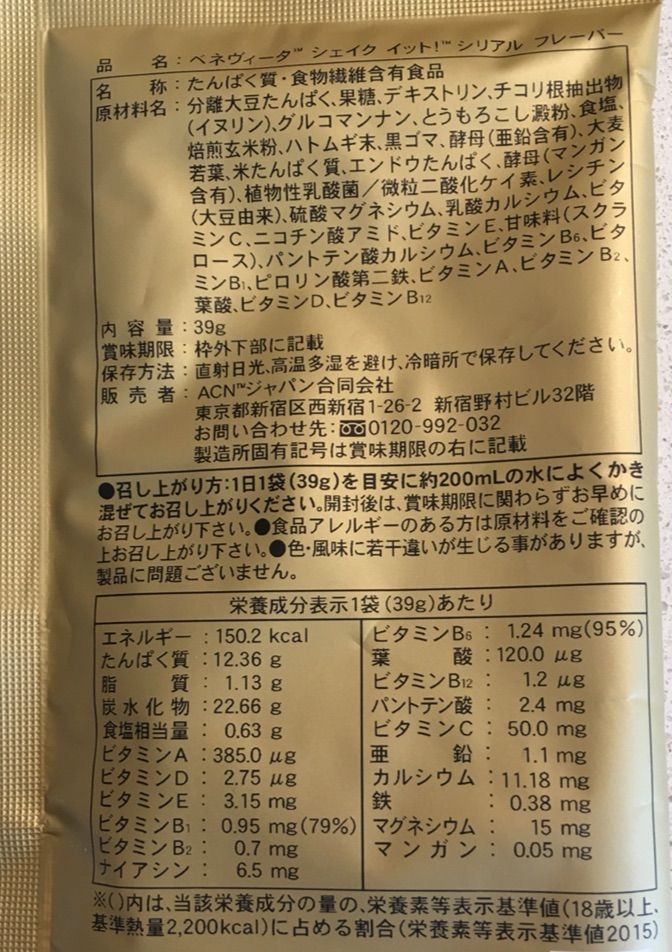 品名:ベネヴィータ™ シェイク イット!™ シリアル フレーバー
名称:たんぱく質・食物繊維含有食品
原材料名:分離大豆たんぱく、果糖、デキストリン、チコリ根抽出物
(イヌリン)、グルコマンナン、とうもろこし澱粉、食塩、
焙煎玄米粉、ハトムギ末、黒ゴマ、酵母(亜鉛含有)、大麦
若葉、米たんぱく質、エンドウたんぱく、酵母(マンガン
含有)、植物性乳酸菌/微粒二酸化ケイ素、レシチン
(大豆由来)、硫酸マグネシウム、乳酸カルシウム、ビタ
ミンC、ニコチン酸アミド、ビタミンE、甘味料(スクラ
ロース)、パントテン酸カルシウム、ビタミンB6、ビタ
ミンB1、ピロリン酸第二鉄、ビタミンA、ビタミンB2、
葉酸、ビタミンD、ビタミンB12
内容量:39g
賞味期限:枠外下部に記載
保存方法:直射日光、高温多湿を避け、冷暗所で保存してください。
販売者:ACN™ジャパン合同会社
東京都新宿区西新宿1-26-2 新宿野村ビル32階
お問い合わせ先:0120-992-032
製造所固有記号は賞味期限の右に記載
●召し上がり方:1日1袋(39g)を目安に約200mLの水によくかき
混ぜてお召し上がりください。開封後は、賞味期限に関わらずお早めに
お召し上がり下さい。●食品アレルギーのある方は原材料をご確認の
上お召し上がり下さい。●色・風味に若干違いが生じる事がありますが、
製品に問題ございません。
栄養成分表示1袋(39g)あたり
エネルギー:150.2 kcal
たんぱく質:12.36 g
脂質:1.13 g
炭水化物:22.66 g
食塩相当量:0.63 g
ビタミンA:385.0 μg
ビタミンD:2.75 μg
ビタミンE:3.15 mg
ビタミンB1:0.95 mg(79%)
ビタミンB2:0.7 mg
ナイアシン:6.5 mg
ビタミンB6:1.24 mg(95%)
葉酸:120.0 μg
ビタミンB12:1.2 μg
パントテン酸:2.4 mg
ビタミンC:50.0 mg
亜鉛:1.1 mg
カルシウム:11.18 mg
鉄:0.38 mg
マグネシウム:15 mg
マンガン:0.05 mg
※()内は、当該栄養成分の量の、栄養素等表示基準値(18歳以上、
基準熱量2,200kcal)に占める割合(栄養素等表示基準値2015)